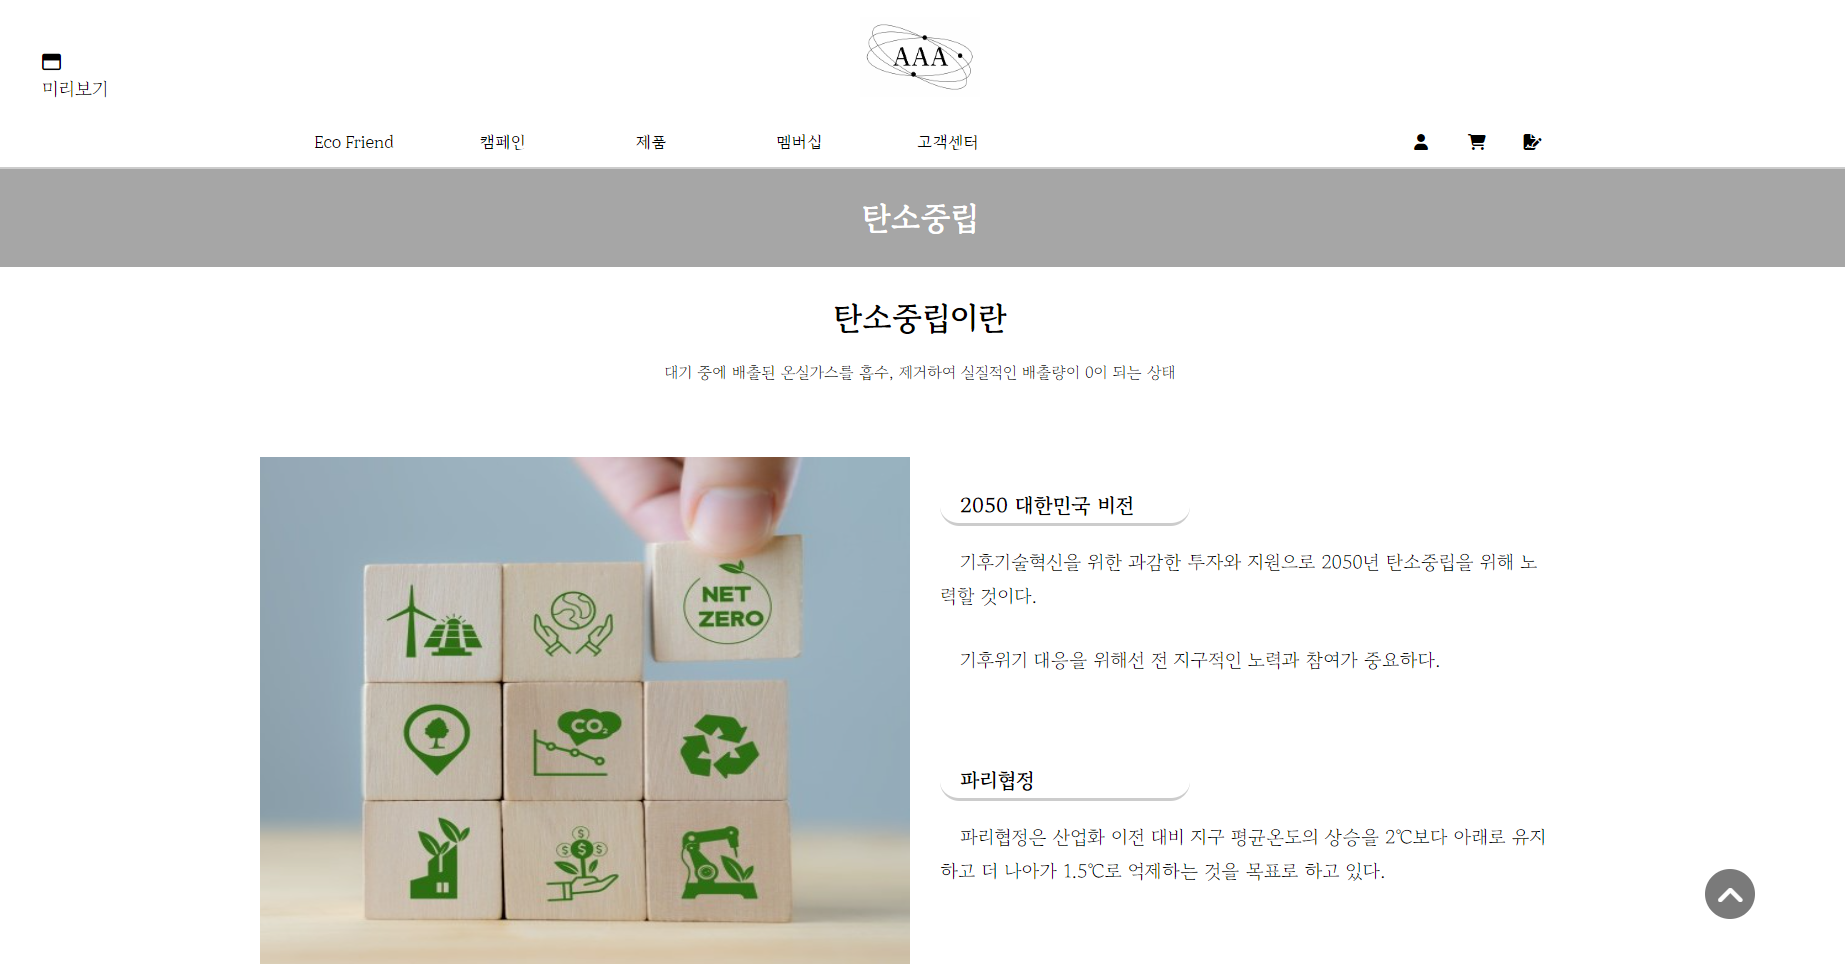 AAA
미리보기
Eco Friend 캠페인 제품 멤버십 고객센터
탄소중립
탄소중립이란
대기 중에 배출된 온실가스를 흡수, 제거하여 실질적인 배출량이 0이 되는 상태
NET
ZERO
CO₂
$
$ $ $
2050 대한민국 비전
기후기술혁신을 위한 과감한 투자와 지원으로 2050년 탄소중립을 위해 노
력할 것이다.
기후위기 대응을 위해선 전 지구적인 노력과 참여가 중요하다.
파리협정
파리협정은 산업화 이전 대비 지구 평균온도의 상승을 2℃보다 아래로 유지
하고 더 나아가 1.5℃로 억제하는 것을 목표로 하고 있다.